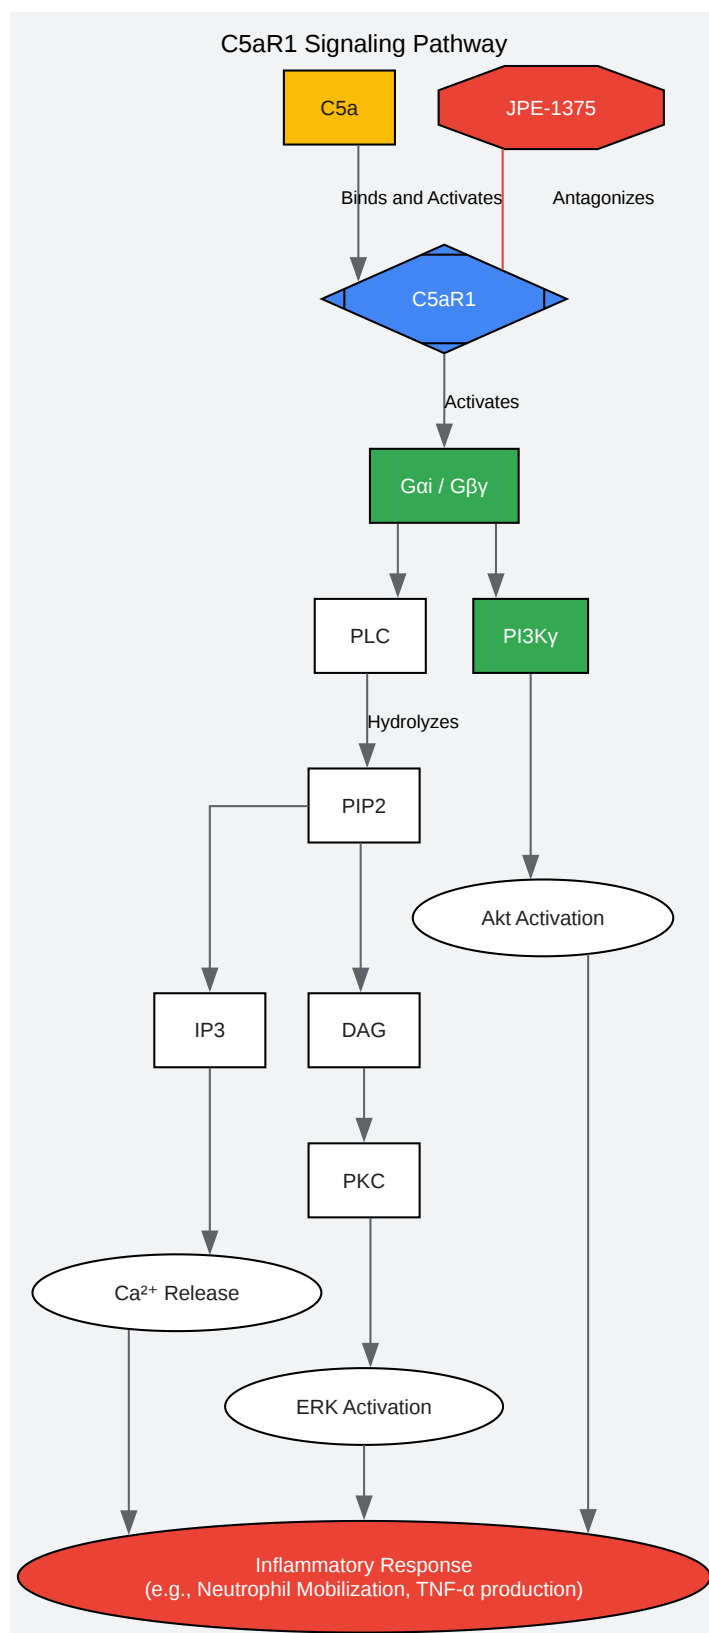 C5aR1 Signaling Pathway
C5a
JPE-1375
Binds and Activates
Antagonizes
C5aR1
Activates
Gαi / Gβγ
PLC
PI3Kγ
Hydrolyzes
PIP2
Akt Activation
IP3
DAG
PKC
Ca²⁺ Release
ERK Activation
Inflammatory Response
(e.g., Neutrophil Mobilization, TNF-α production)